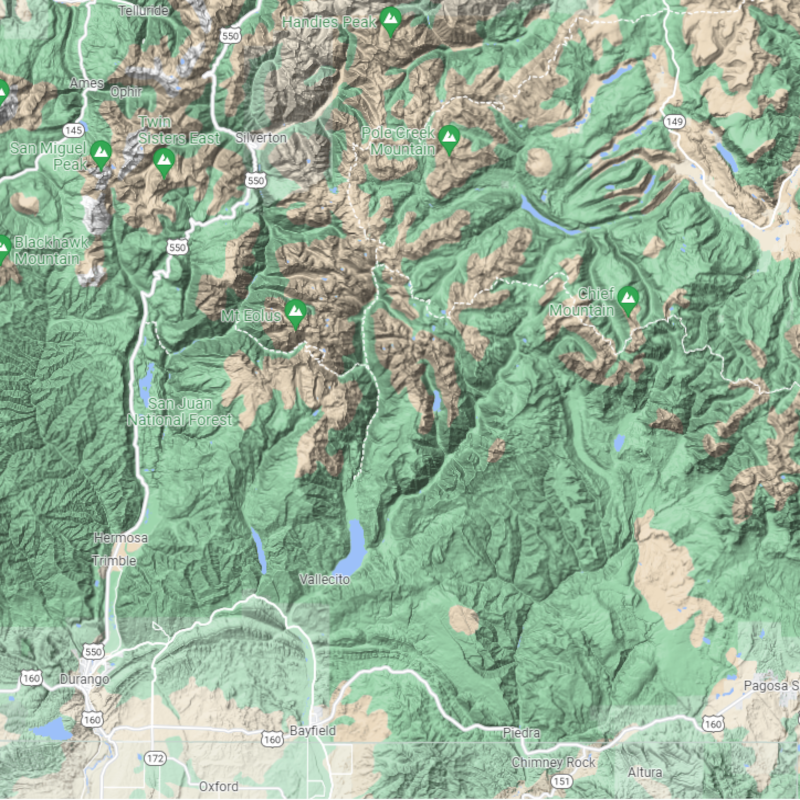 Telluride
Handies Peak
550
Ames
Ophir
Twin
Sisters East
145
San Miguel
Peak
Silverton
Pole Creek
Mountain
149
550
550
Blackhawk
Mountain
Chief
Mountain
Mt Eolus
San Juan
National Forest
Hermosa
Trimble
Vallecito
550
160
Durango
160
Pagosa S
160
Bayfield
160
Piedra
172
Chimney Rock
151
Altura
Oxford